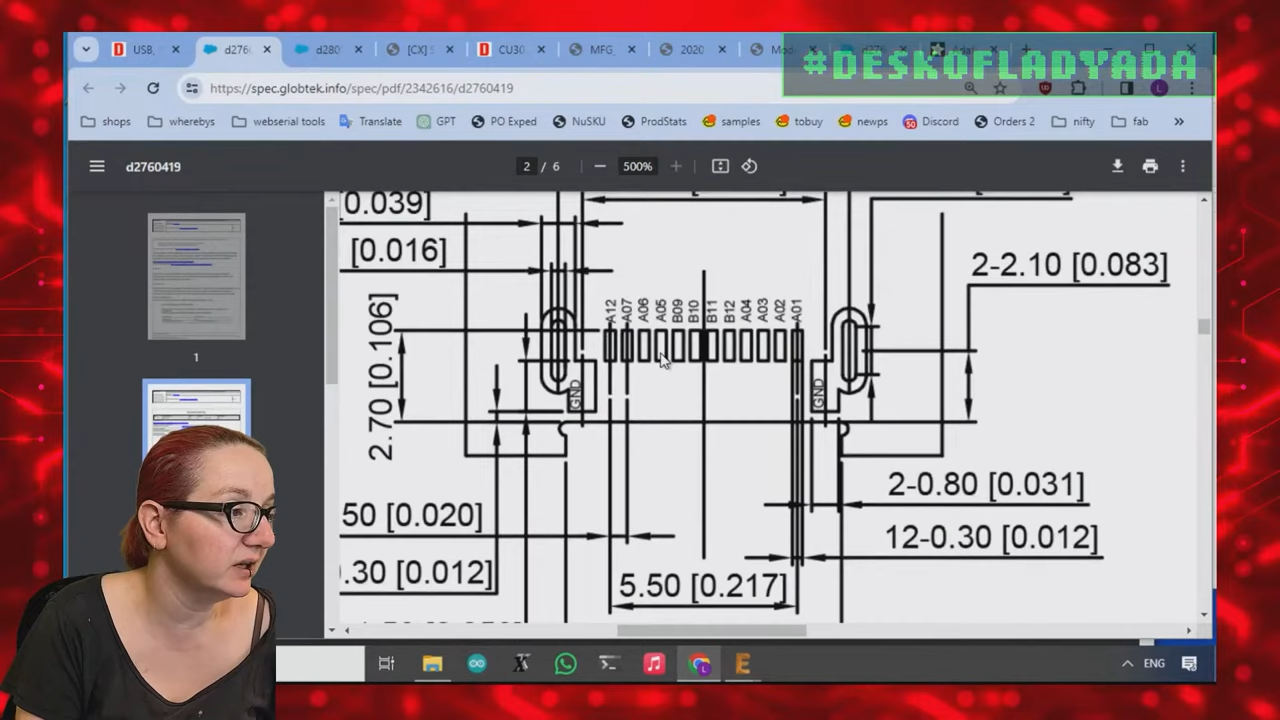 #DESKOFLADYADA
USB,
d276
d280
[CX]
CU30
MFG_
2020
https://spec.globtek.info/spec/pdf/2342616/d2760419
shops
wherebys
webserial tools
Translate
GPT
PO Exped
NuSKU
ProdStats
samples
tobuy
newps
Discord
Orders 2
nifty
fab
»
d2760419
2 / 6
500%
0.039]
[0.016]
2-2.10 [0.083]
A12 A07 A06 A05 B09 B10 B11 B12 A04 A03 A02 A01
2.70 [0.106]
GND
GND
2-0.80 [0.031]
50 [0.020]
12-0.30 [0.012]
.30 [0.012]
5.50 [0.217]
1
ENG